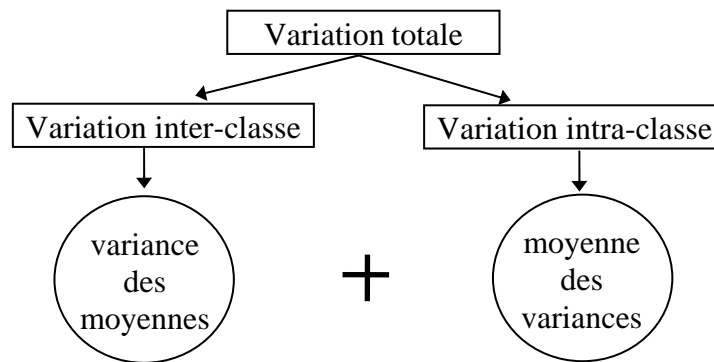 Variation totale
Variation inter-classe
Variation intra-classe
variance
des
moyennes
+
moyenne
des
variances